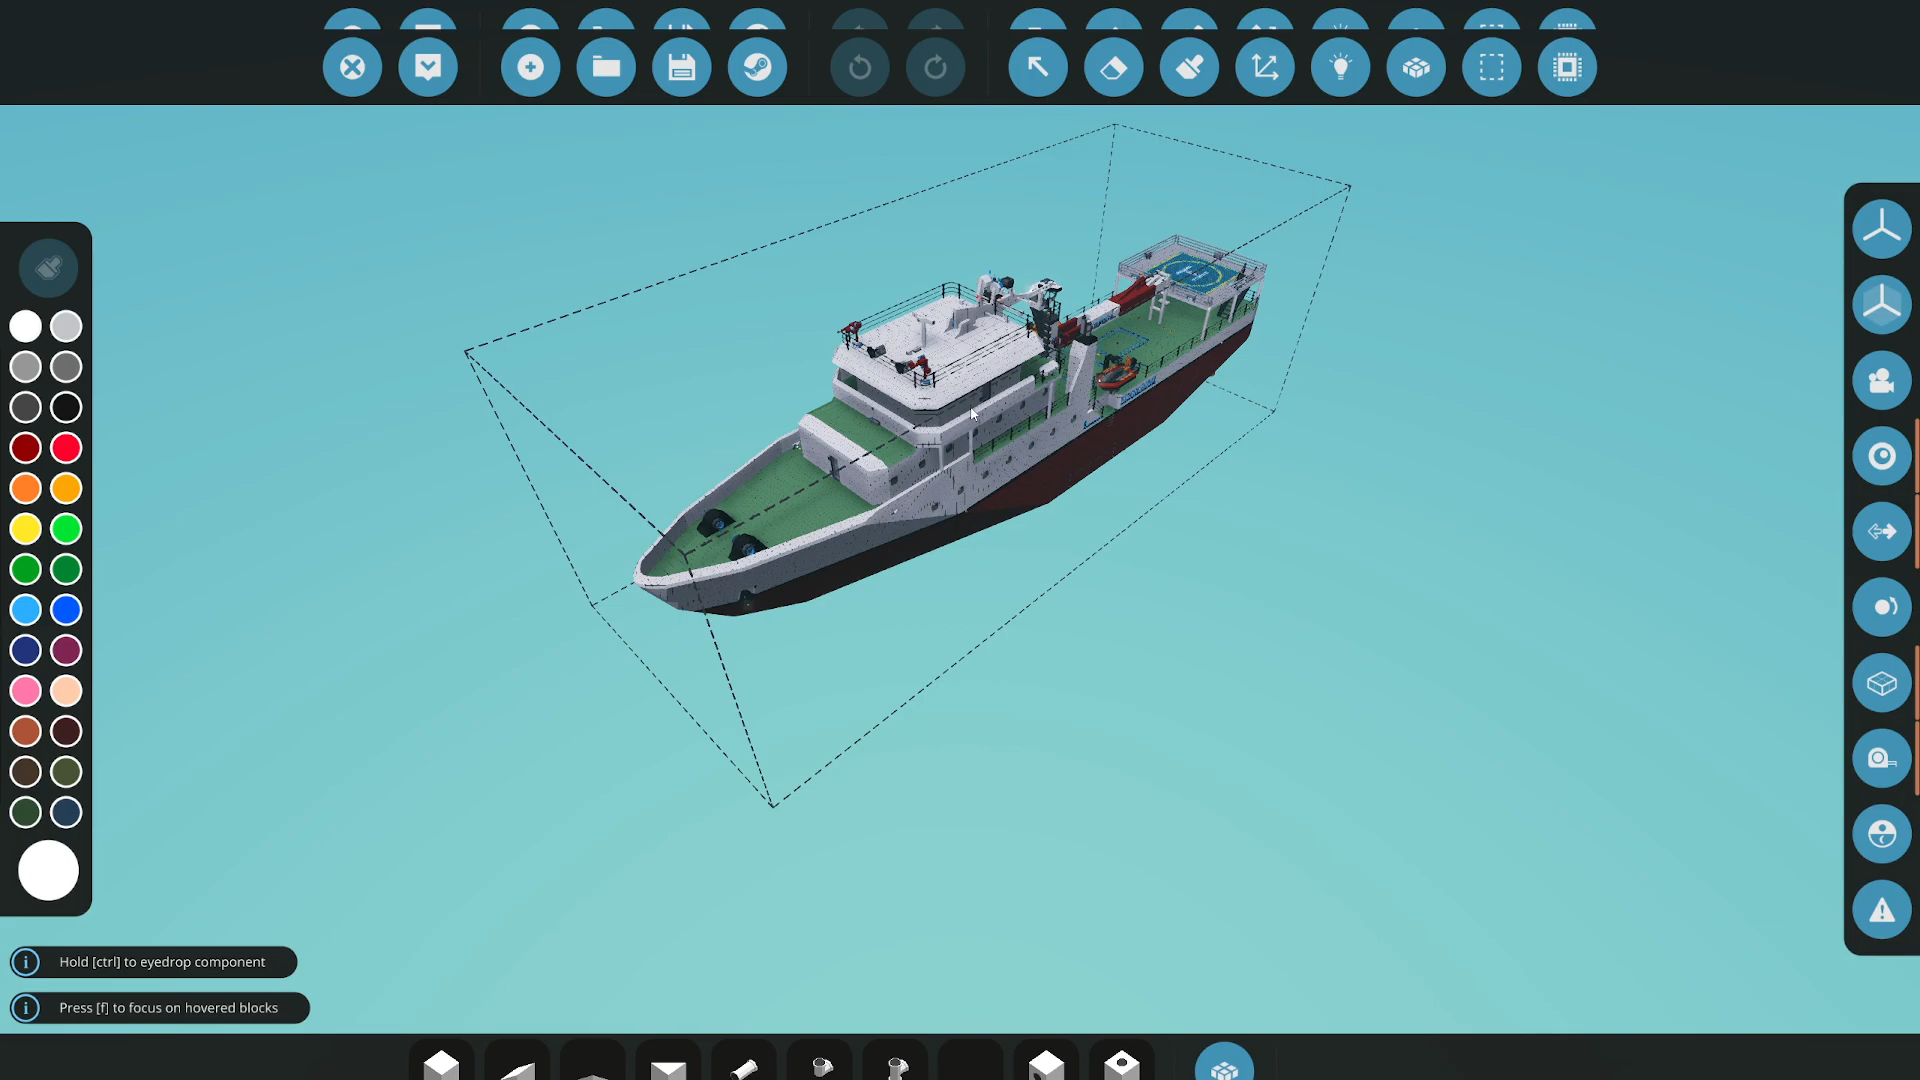 Hold [ctrl] to eyedrop component
Press [f] to focus on hovered blocks